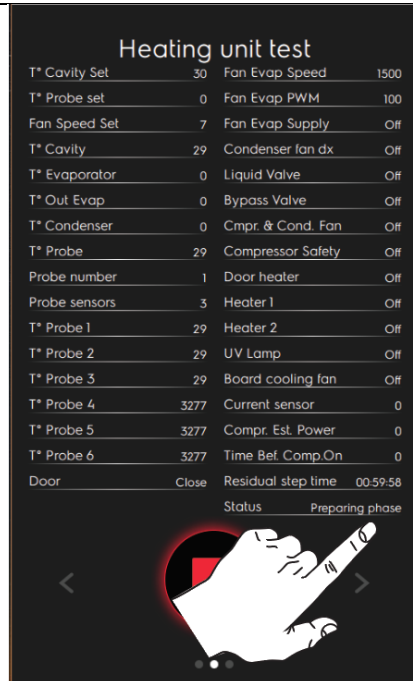 Heating unit test
T° Cavity Set 30
T° Probe set 0
Fan Speed Set 7
T° Cavity 29
T° Evaporator 0
T° Out Evap 0
T° Condenser 0
T° Probe 29
Probe number 1
Probe sensors 3
T° Probe 1 29
T° Probe 2 29
T° Probe 3 29
T° Probe 4 3277
T° Probe 5 3277
T° Probe 6 3277
Door Close
Fan Evap Speed 1500
Fan Evap PWM 100
Fan Evap Supply Off
Condenser fan dx Off
Liquid Valve Off
Bypass Valve Off
Cmpr. & Cond. Fan Off
Compressor Safety Off
Door heater Off
Heater 1 Off
Heater 2 Off
UV Lamp Off
Board cooling fan Off
Current sensor 0
Compr. Est. Power 0
Time Bef. Comp.On 0
Residual step time 00:59:58
Status Preparing phase